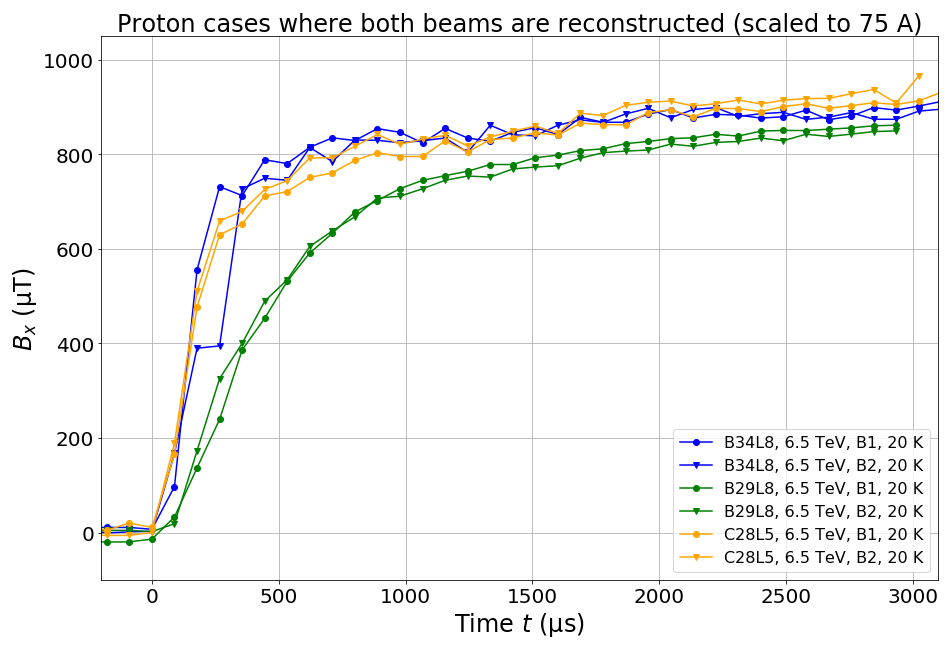 Proton cases where both beams are reconstructed (scaled to 75 A)
1000
800
600
400
200
0
B_x (μT)
B34L8, 6.5 TeV, B1, 20 K
B34L8, 6.5 TeV, B2, 20 K
B29L8, 6.5 TeV, B1, 20 K
B29L8, 6.5 TeV, B2, 20 K
C28L5, 6.5 TeV, B1, 20 K
C28L5, 6.5 TeV, B2, 20 K
0 500 1000 1500 2000 2500 3000
Time t (μs)